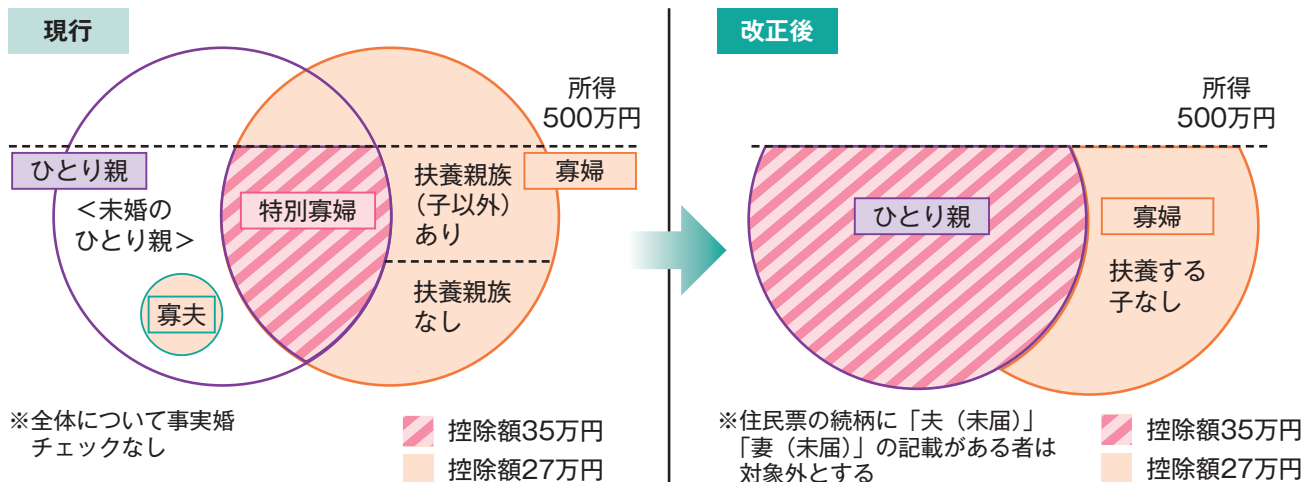 現行
所得
500万円
ひとり親
＜未婚の
ひとり親＞
寡夫
特別寡婦
扶養親族
（子以外）
あり
寡婦
扶養親族
なし
※全体について事実婚
チェックなし
控除額35万円
控除額27万円
改正後
所得
500万円
ひとり親
寡婦
扶養する
子なし
※住民票の続柄に「夫（未届）」
「妻（未届）」の記載がある者は
対象外とする
控除額35万円
控除額27万円